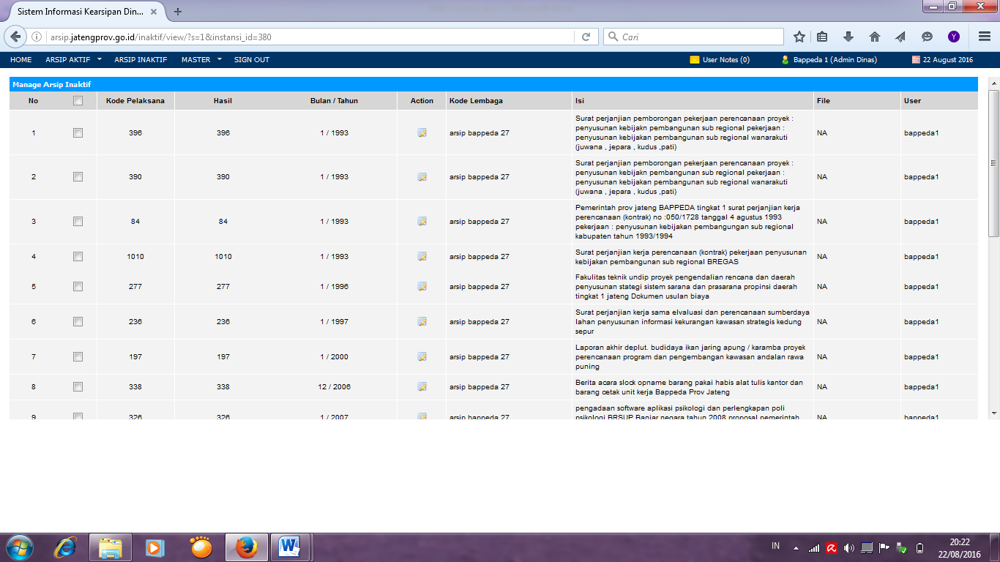 Sistem Informasi Kearsipan Din...
arsip.jatengprov.go.id/inaktif/view/?s=1&instansi_id=380
Cari
Y
HOME ARSIP AKTIF ARSIP INAKTIF MASTER SIGN OUT User Notes (0) Bappeda 1 (Admin Dinas) 22 August 2016
Manage Arsip Inaktif
No Kode Pelaksana Hasil Bulan / Tahun Action Kode Lembaga Isi File User
Surat perjanjian pemborongan pekerjaan perencanaan proyek :
penyusunan kebijakn pembangunan sub regional pekerjaan :
1 396 396 1 / 1993 arsip bappeda 27 penyusunan kebijakan pembangunan sub regional wanarakuti NA bappeda1
(juwana , jepara , kudus ,pati)
Surat perjanjian pemborongan pekerjaan perencanaan proyek :
penyusunan kebijakn pembangunan sub regional pekerjaan :
2 390 390 1 / 1993 arsip bappeda 27 penyusunan kebijakan pembangunan sub regional wanarakuti NA bappeda1
(juwana , jepara , kudus ,pati)
Pemerintah prov jateng BAPPEDA tingkat 1 surat perjanjian kerja
perencanaan (kontrak) no :050/1728 tanggal 4 agustus 1993
3 84 84 1 / 1993 arsip bappeda 27 pekerjaan : penyusunan kebijakan pembangungan sub regional NA bappeda1
kabupaten tahun 1993/1994
4 1010 1010 1 / 1993 arsip bappeda 27 Surat perjanjian kerja perencanaan (kontrak) pekerjaan penyusunan NA bappeda1
kebijakan pembangunan sub regional BREGAS
Fakulitas teknik undip proyek pengendalian rencana dan daerah
5 277 277 1 / 1996 arsip bappeda 27 penyusunan stategi sistem sarana dan prasarana propinsi daerah NA bappeda1
tingkat 1 jateng Dokumen usulan biaya
Surat perjanjian kerja sama elvaluasi dan perencanaan sumberdaya
6 236 236 1 / 1997 arsip bappeda 27 lahan penyusunan informasi kekurangan kawasan strategis kedung NA bappeda1
sepur
Laporan akhir deplut. budidaya ikan jaring apung / karamba proyek
7 197 197 1 / 2000 arsip bappeda 27 perencanaan program dan pengembangan kawasan andalan rawa NA bappeda1
puning
8 338 338 12 / 2006 arsip bappeda 27 Berita acara slock opname barang pakai habis alat tulis kantor dan NA bappeda1
barang cetak unit kerja Bappeda Prov Jateng
pengadaan software aplikasi psikologi dan perlengkapan poli
9 326 326 1 / 2007 arsip bappeda 27 psikologi BRSUP Banjar negara tahun 2008 proposal pemerintah NA bappeda1
IN 20:22
22/08/2016